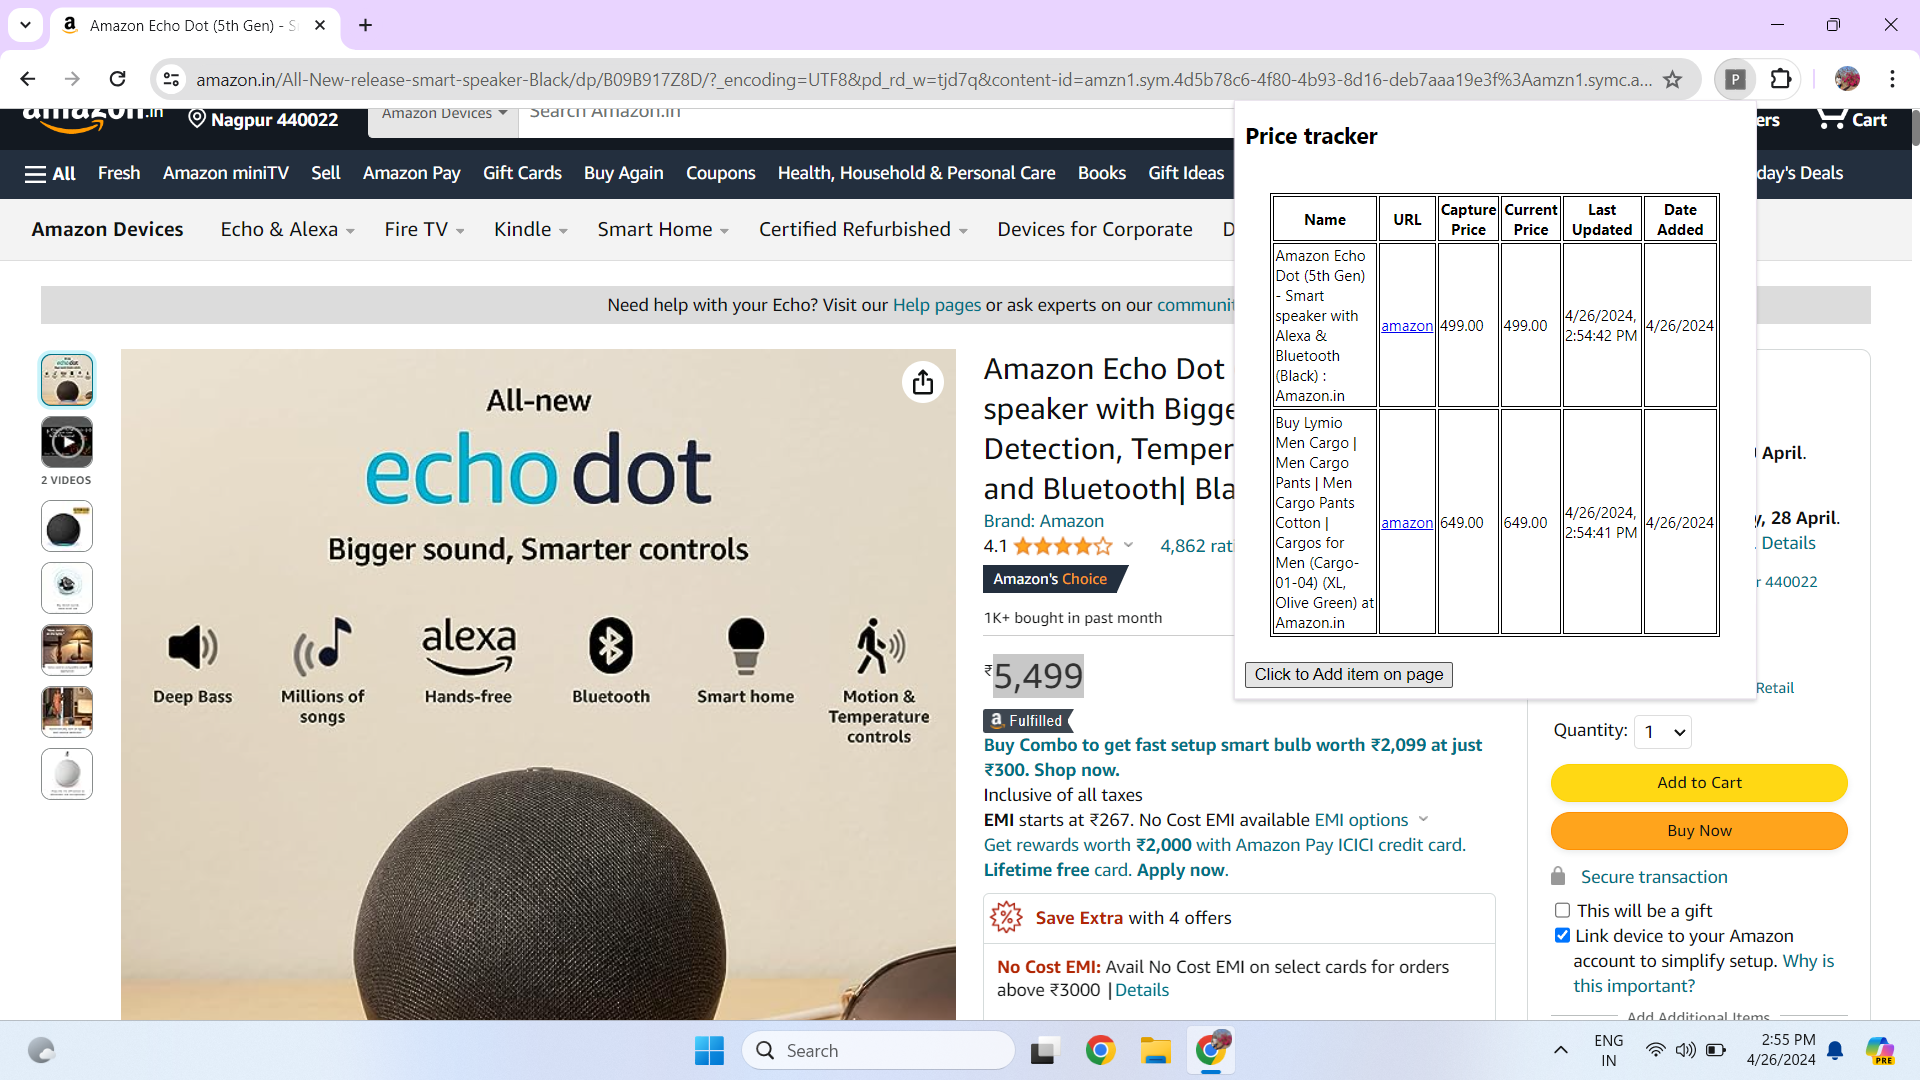 Amazon Echo Dot (5th Gen) - S
amazon.in/All-New-release-smart-speaker-Black/dp/B09B917Z8D/?_encoding=UTF8&pd_rd_w=tjd7q&content-id=amzn1.sym.4d5b78c6-4f80-4b93-8d16-deb7aaa19e3f%3Aamzn1.symc.a...
P
amazon.in
Nagpur 440022
Amazon Devices
Search Amazon.in
ers
Cart
All
Fresh
Amazon miniTV
Sell
Amazon Pay
Gift Cards
Buy Again
Coupons
Health, Household & Personal Care
Books
Gift Ideas
day's Deals
Amazon Devices
Echo & Alexa
Fire TV
Kindle
Smart Home
Certified Refurbished
Devices for Corporate
D
Need help with your Echo? Visit our Help pages or ask experts on our communit
Price tracker
Name
URL
Capture
Price
Current
Price
Last
Updated
Date
Added
Amazon Echo
Dot (5th Gen)
- Smart
speaker with
Alexa &
Bluetooth
(Black) :
Amazon.in
amazon
499.00
499.00
4/26/2024,
2:54:42 PM
4/26/2024
Buy Lymio
Men Cargo |
Men Cargo
Pants | Men
Cargo Pants
Cotton |
Cargos for
Men (Cargo-
01-04) (XL,
Olive Green) at
Amazon.in
amazon
649.00
649.00
4/26/2024,
2:54:41 PM
4/26/2024
Click to Add item on page
2 VIDEOS
All-new
echo dot
Bigger sound, Smarter controls
Deep Bass
Millions of
songs
alexa
Hands-free
Bluetooth
Smart home
Motion &
Temperature
controls
Amazon Echo Dot
speaker with Bigge
Detection, Temper
and Bluetooth| Bla
Brand: Amazon
4.1
4,862 rati
Amazon's Choice
1K+ bought in past month
₹5,499
Fulfilled
Buy Combo to get fast setup smart bulb worth ₹2,099 at just
₹300. Shop now.
Inclusive of all taxes
EMI starts at ₹267. No Cost EMI available EMI options
Get rewards worth ₹2,000 with Amazon Pay ICICI credit card.
Lifetime free card. Apply now.
Save Extra with 4 offers
No Cost EMI: Avail No Cost EMI on select cards for orders
above ₹3000 | Details
April.
y, 28 April.
. Details
r 440022
Retail
Quantity: 1
Add to Cart
Buy Now
Secure transaction
This will be a gift
Link device to your Amazon
account to simplify setup. Why is
this important?
Add Additional Items
Search
ENG
IN
2:55 PM
4/26/2024
PRE